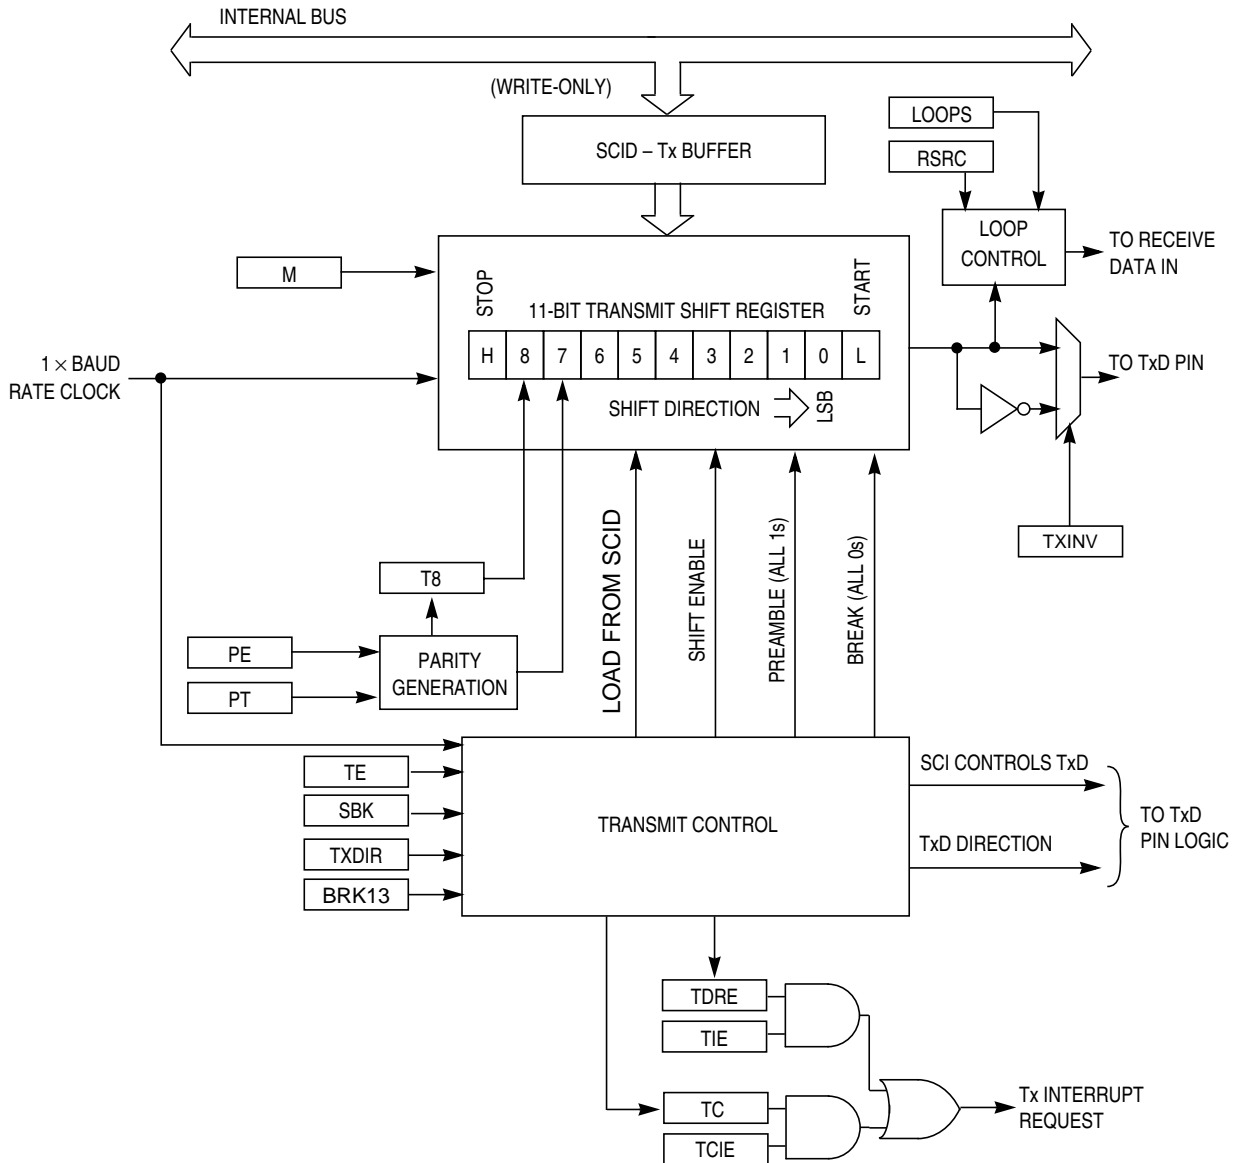 INTERNAL BUS
(WRITE-ONLY)
SCID – Tx BUFFER
LOOPS
RSRC
LOOP
CONTROL
TO RECEIVE
DATA IN
M
STOP
11-BIT TRANSMIT SHIFT REGISTER
START
H 8 7 6 5 4 3 2 1 0 L
1 × BAUD
RATE CLOCK
SHIFT DIRECTION
LSB
TO TxD PIN
TXINV
T8
PE
PT
PARITY
GENERATION
LOAD FROM SCID
SHIFT ENABLE
PREAMBLE (ALL 1s)
BREAK (ALL 0s)
TE
SBK
TXDIR
BRK13
TRANSMIT CONTROL
SCI CONTROLS TxD
TxD DIRECTION
TO TxD
PIN LOGIC
TDRE
TIE
TC
TCIE
Tx INTERRUPT
REQUEST